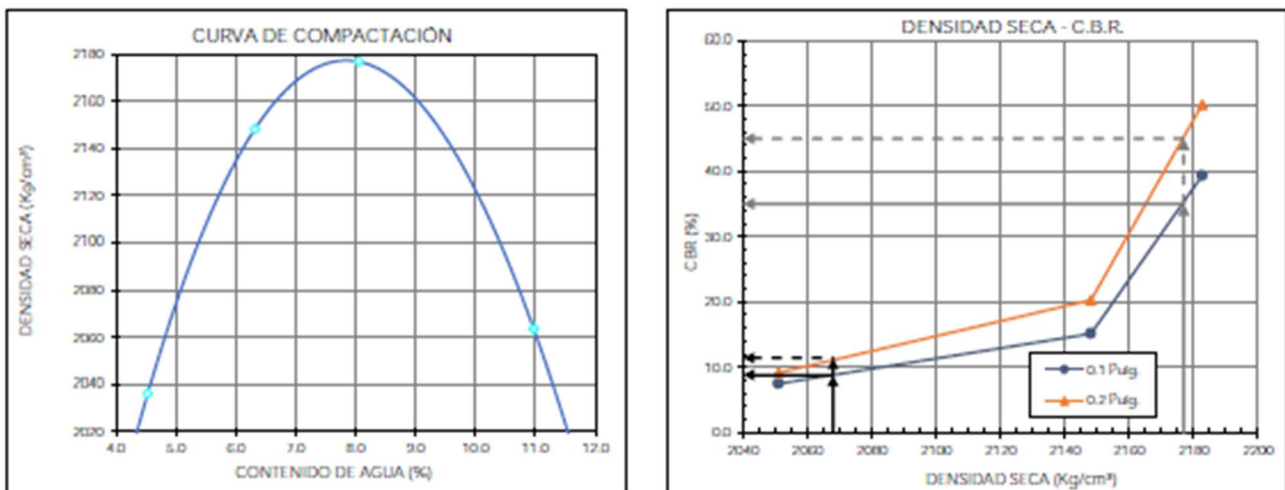 CURVA DE COMPACTACIÓN
2180
2160
2140
2120
2100
2080
2060
2040
2020
4.0 5.0 6.0 7.0 8.0 9.0 10.0 11.0 12.0
DENSIDAD SECA (Kg/cm³)
CONTENIDO DE AGUA (%)
DENSIDAD SECA - C.B.R.
60.0
50.0
40.0
30.0
20.0
10.0
0.0
2040 2060 2080 2100 2120 2140 2160 2180 2200
CBR (%)
0.1 Pulg.
0.2 Pulg.
DENSIDAD SECA (Kg/cm³)